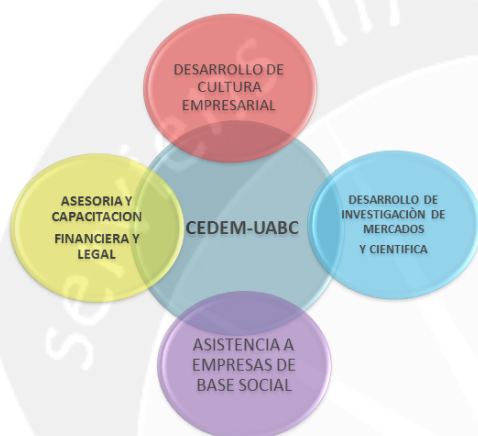 DESARROLLO DE
CULTURA
EMPRESARIAL
ASESORIA Y
CAPACITACION
FINANCIERA Y
LEGAL
CEDEM-UABC
DESARROLLO DE
INVESTIGACIÒN DE
MERCADOS
Y CIENTIFICA
ASISTENCIA A
EMPRESAS DE
BASE SOCIAL